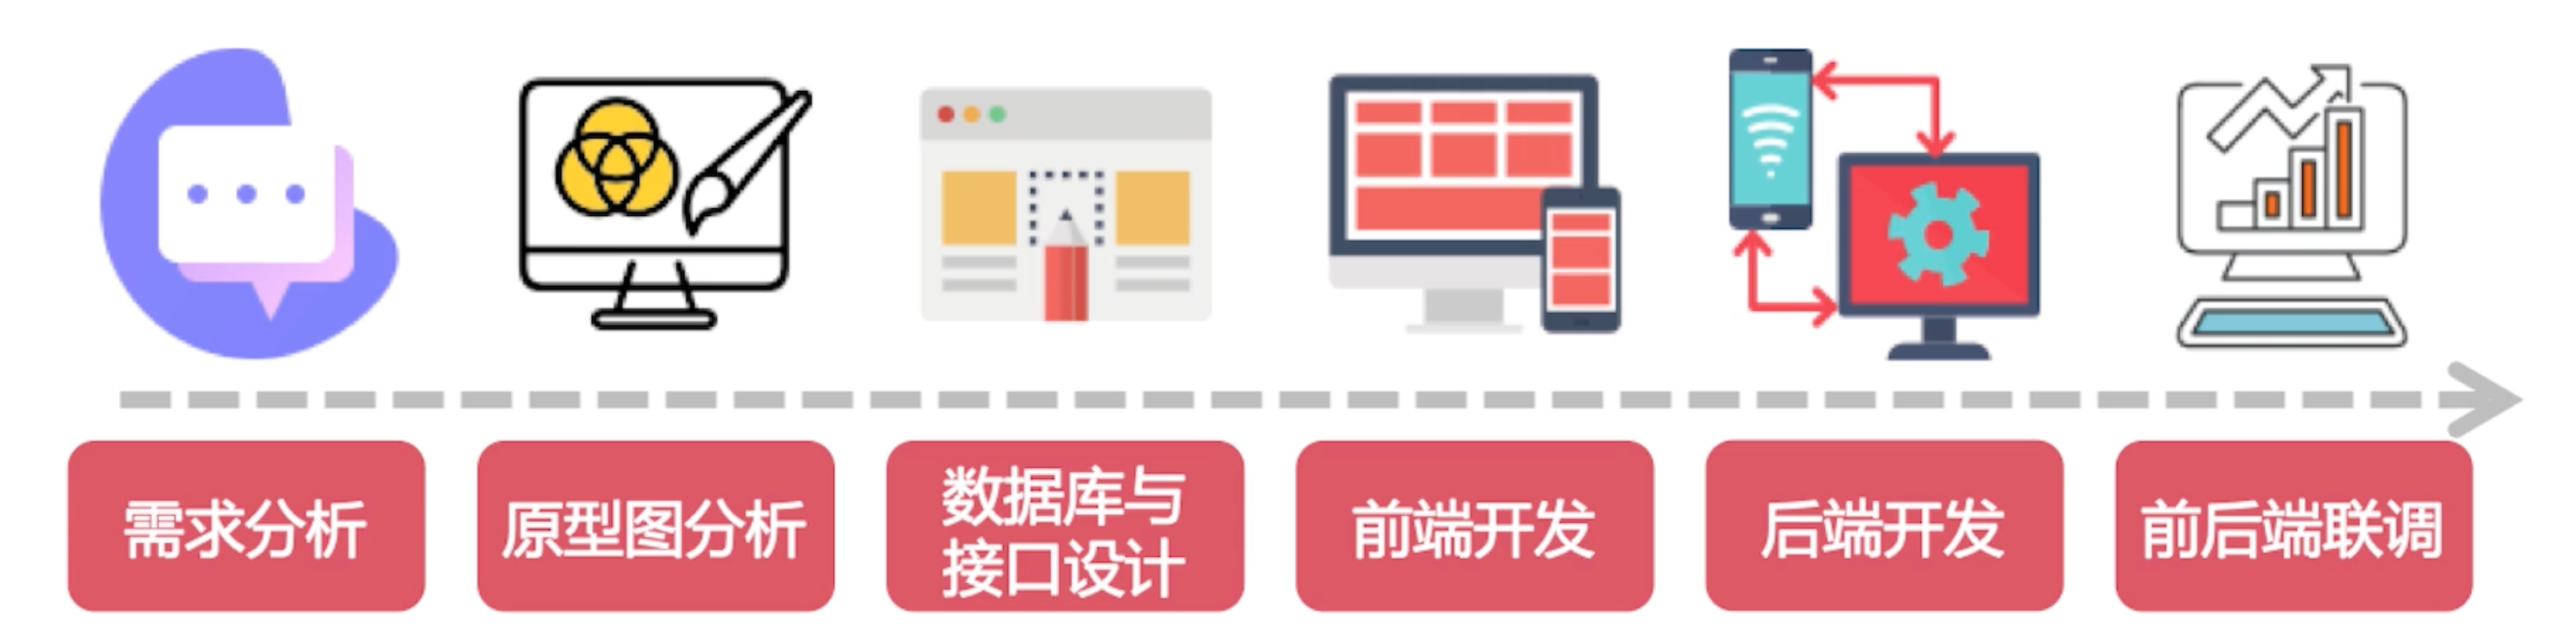 需求分析
原型图分析
数据库与
接口设计
前端开发
后端开发
前后端联调